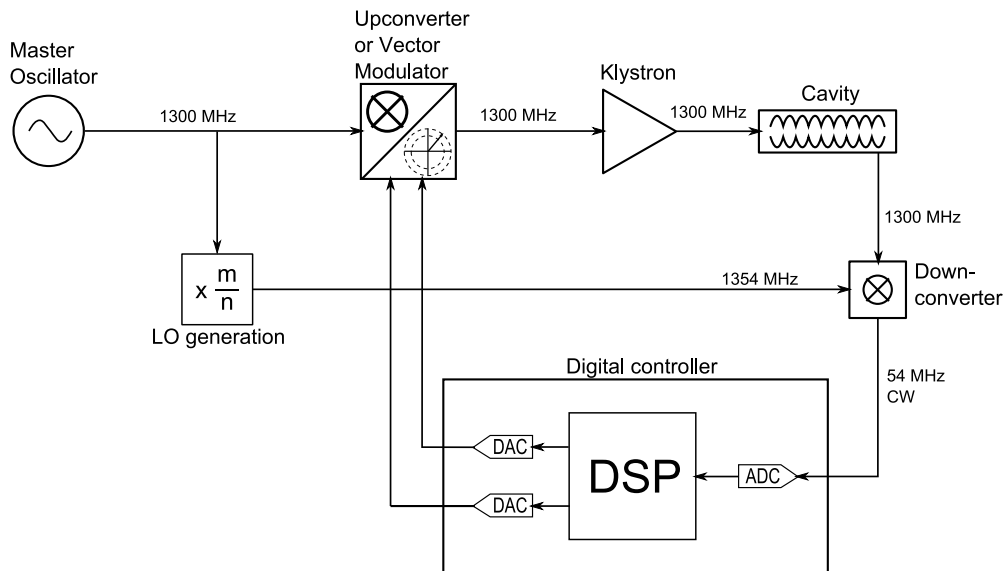 Master
Oscillator
1300 MHz
Upconverter
or Vector
Modulator
1300 MHz
Klystron
1300 MHz
Cavity
1300 MHz
x m/n
LO generation
1354 MHz
Down-
converter
54 MHz
CW
Digital controller
DAC
DAC
DSP
ADC